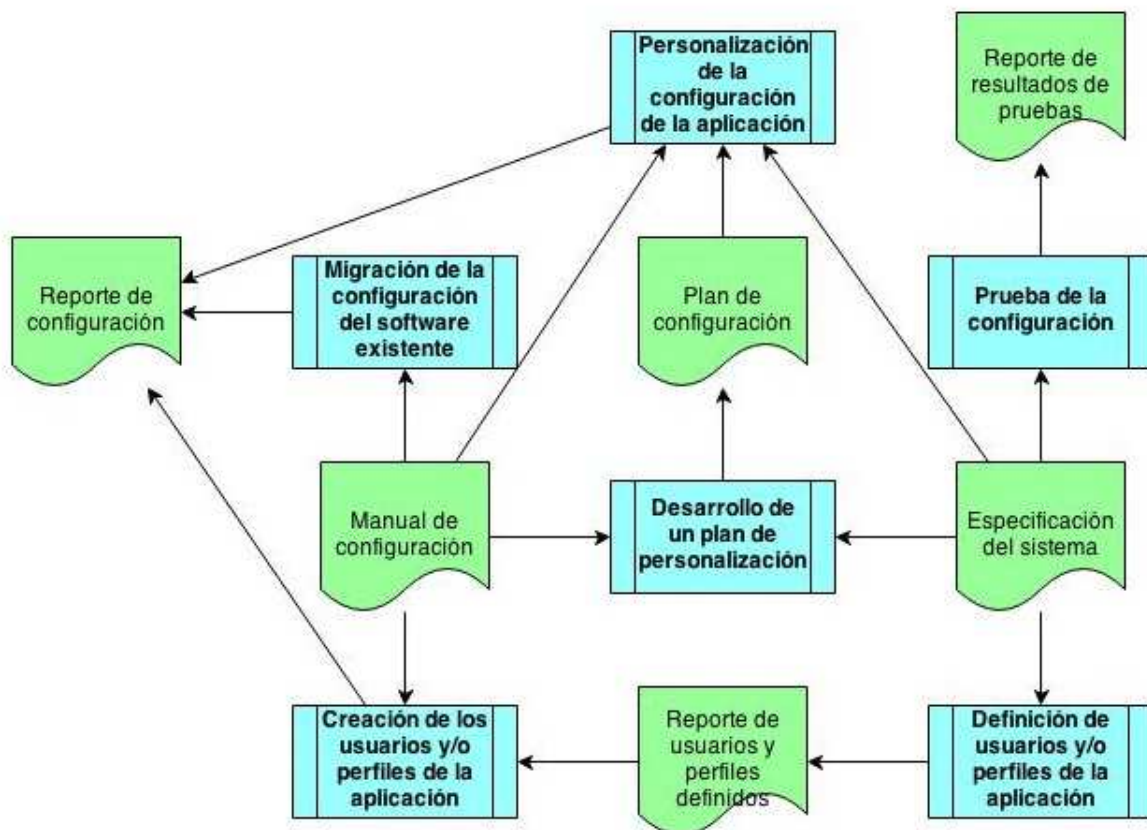 Personalización
de la
configuración
de la aplicación
Reporte de
resultados de
pruebas
Reporte de
configuración
Migración de la
configuración
del software
existente
Plan de
configuración
Prueba de la
configuración
Manual de
configuración
Desarrollo de
un plan de
personalización
Especificación
del sistema
Creación de los
usuarios y/o
perfiles de la
aplicación
Reporte de
usuarios y
perfiles
definidos
Definición de
usuarios y/o
perfiles de la
aplicación